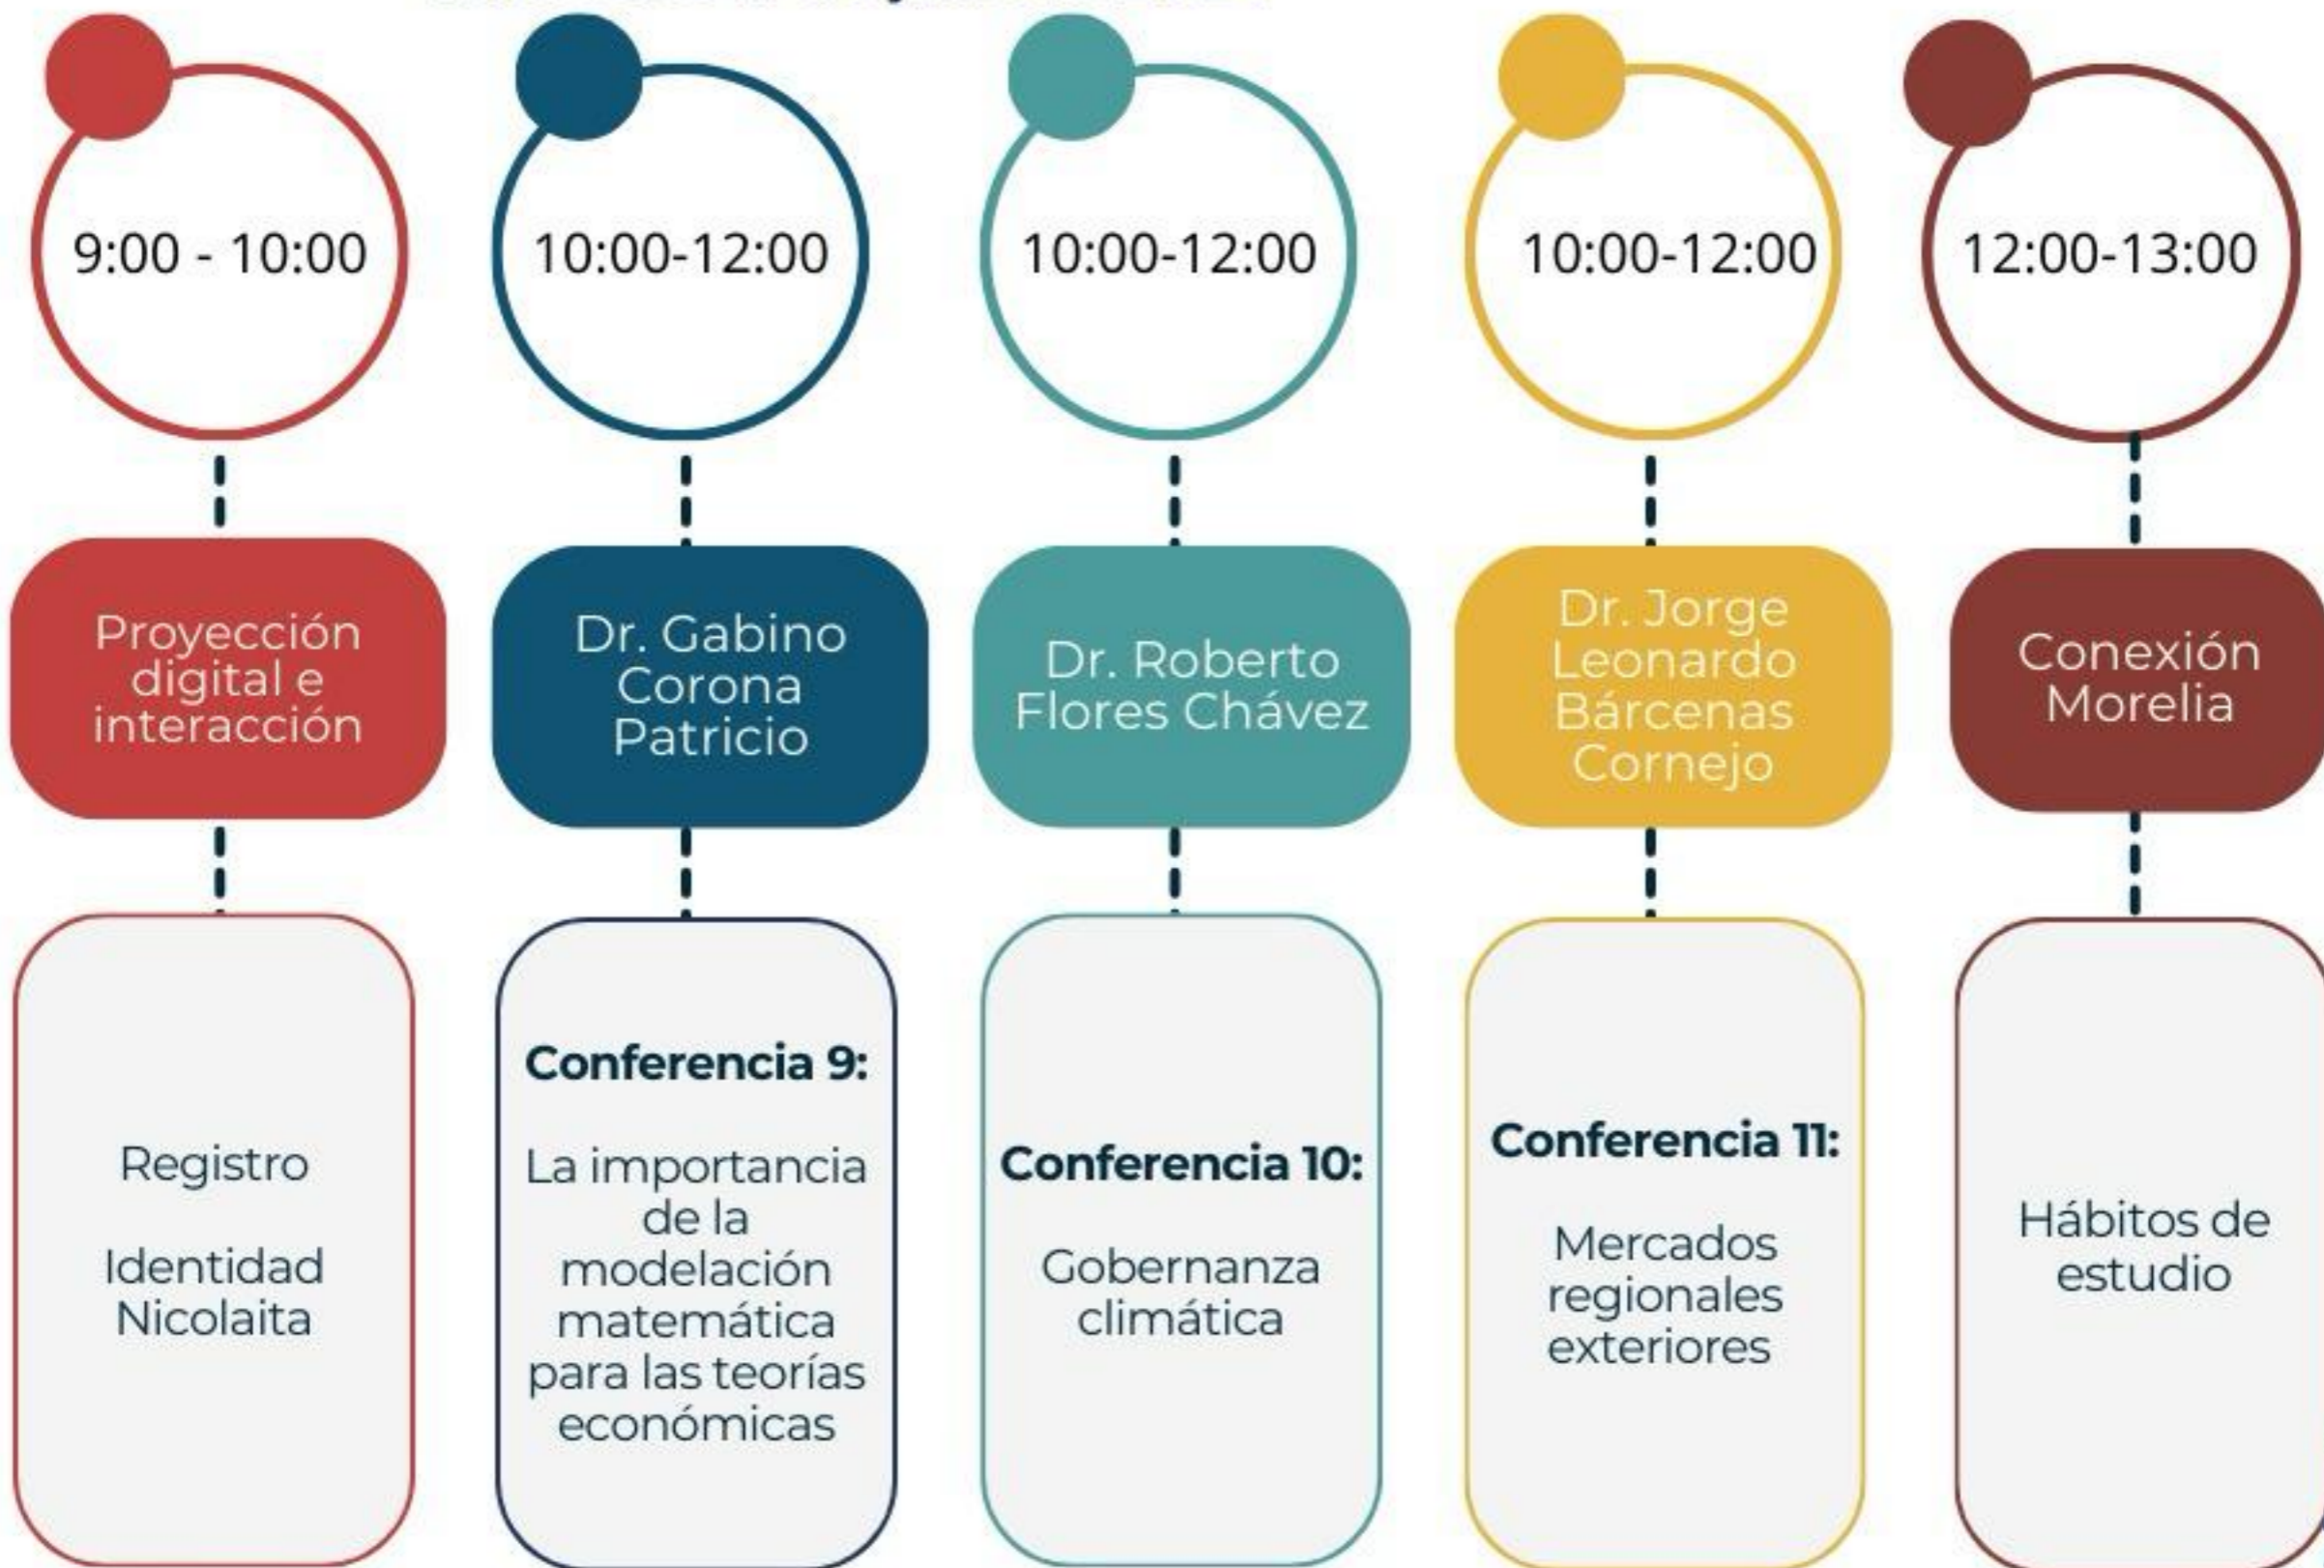 9:00 - 10:00
10:00-12:00
10:00-12:00
10:00-12:00
12:00-13:00
Proyección
digital e
interacción
Dr. Gabino
Corona
Patricio
Dr. Roberto
Flores Chávez
Dr. Jorge
Leonardo
Bárcenas
Cornejo
Conexión
Morelia
Registro
Identidad
Nicolaita
Conferencia 9:
La importancia
de la
modelación
matemática
para las teorías
económicas
Conferencia 10:
Gobernanza
climática
Conferencia 11:
Mercados
regionales
exteriores
Hábitos de
estudio